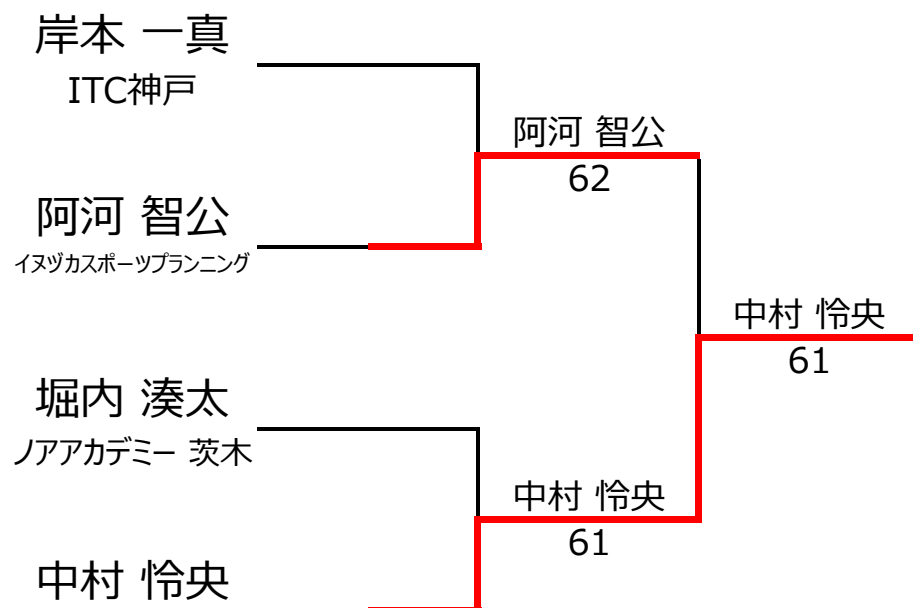 岸本 一真
ITC神戸
阿河 智公
62
阿河 智公
イヌヅカスポーツプランニング
中村 怜央
61
堀内 湊太
ノアアカデミー 茨木
中村 怜央
61
中村 怜央